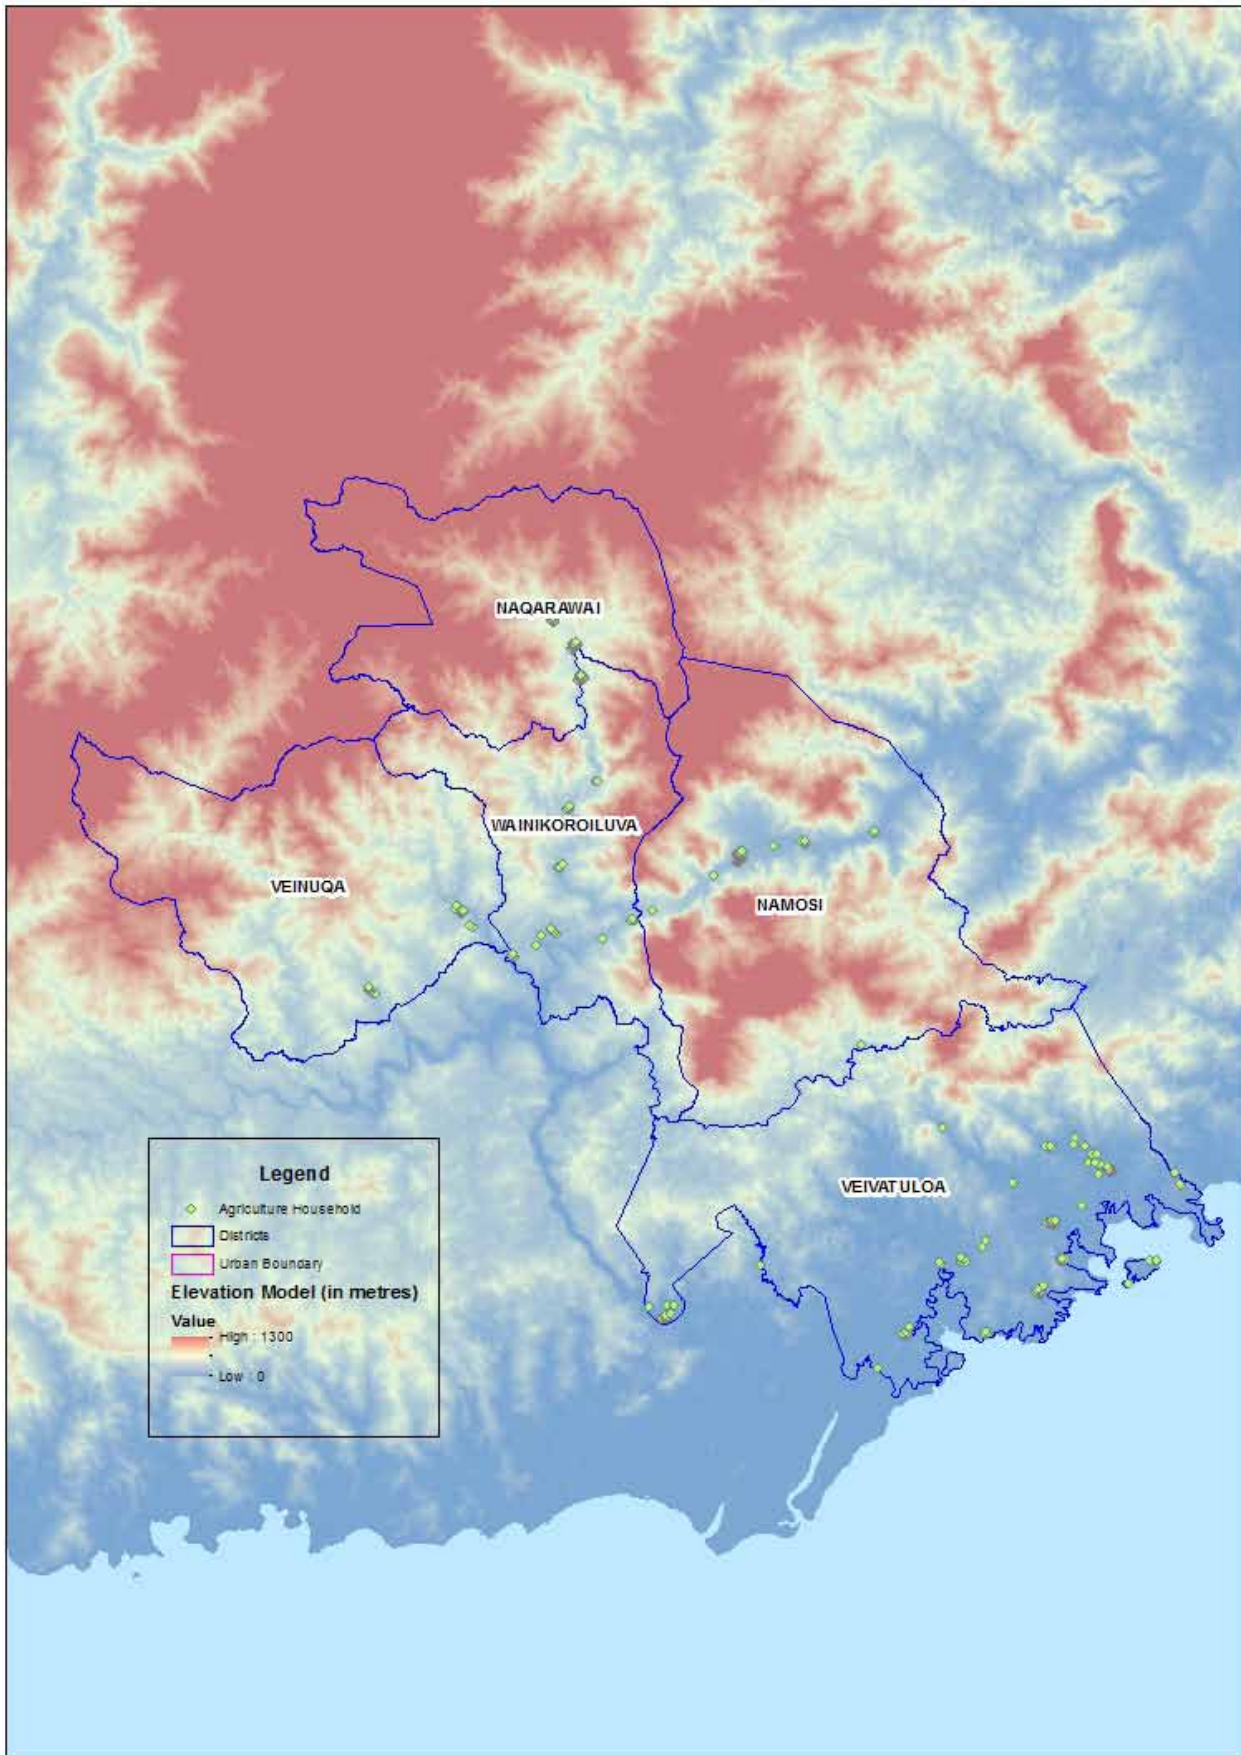 NAQARAWAI
WAINIKOROILUVA
VEINUQA
NAMOSI
VEIVATULOA
Legend
Agriculture Household
Districts
Urban Boundary
Elevation Model (in metres)
Value
High : 1300
Low : 0